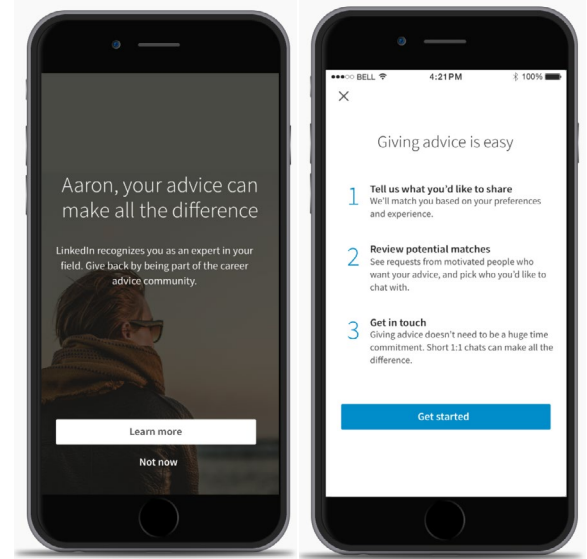 Aaron, your advice can
make all the difference
LinkedIn recognizes you as an expert in your
field. Give back by being part of the career
advice community.
Learn more
Not now
BELL 4:21 PM 100%
Giving advice is easy
1 Tell us what you'd like to share
We'll match you based on your preferences
and experience.
2 Review potential matches
See requests from motivated people who
want your advice, and pick who you'd like to
chat with.
3 Get in touch
Giving advice doesn't need to be a huge time
commitment. Short 1:1 chats can make all the
difference.
Get started